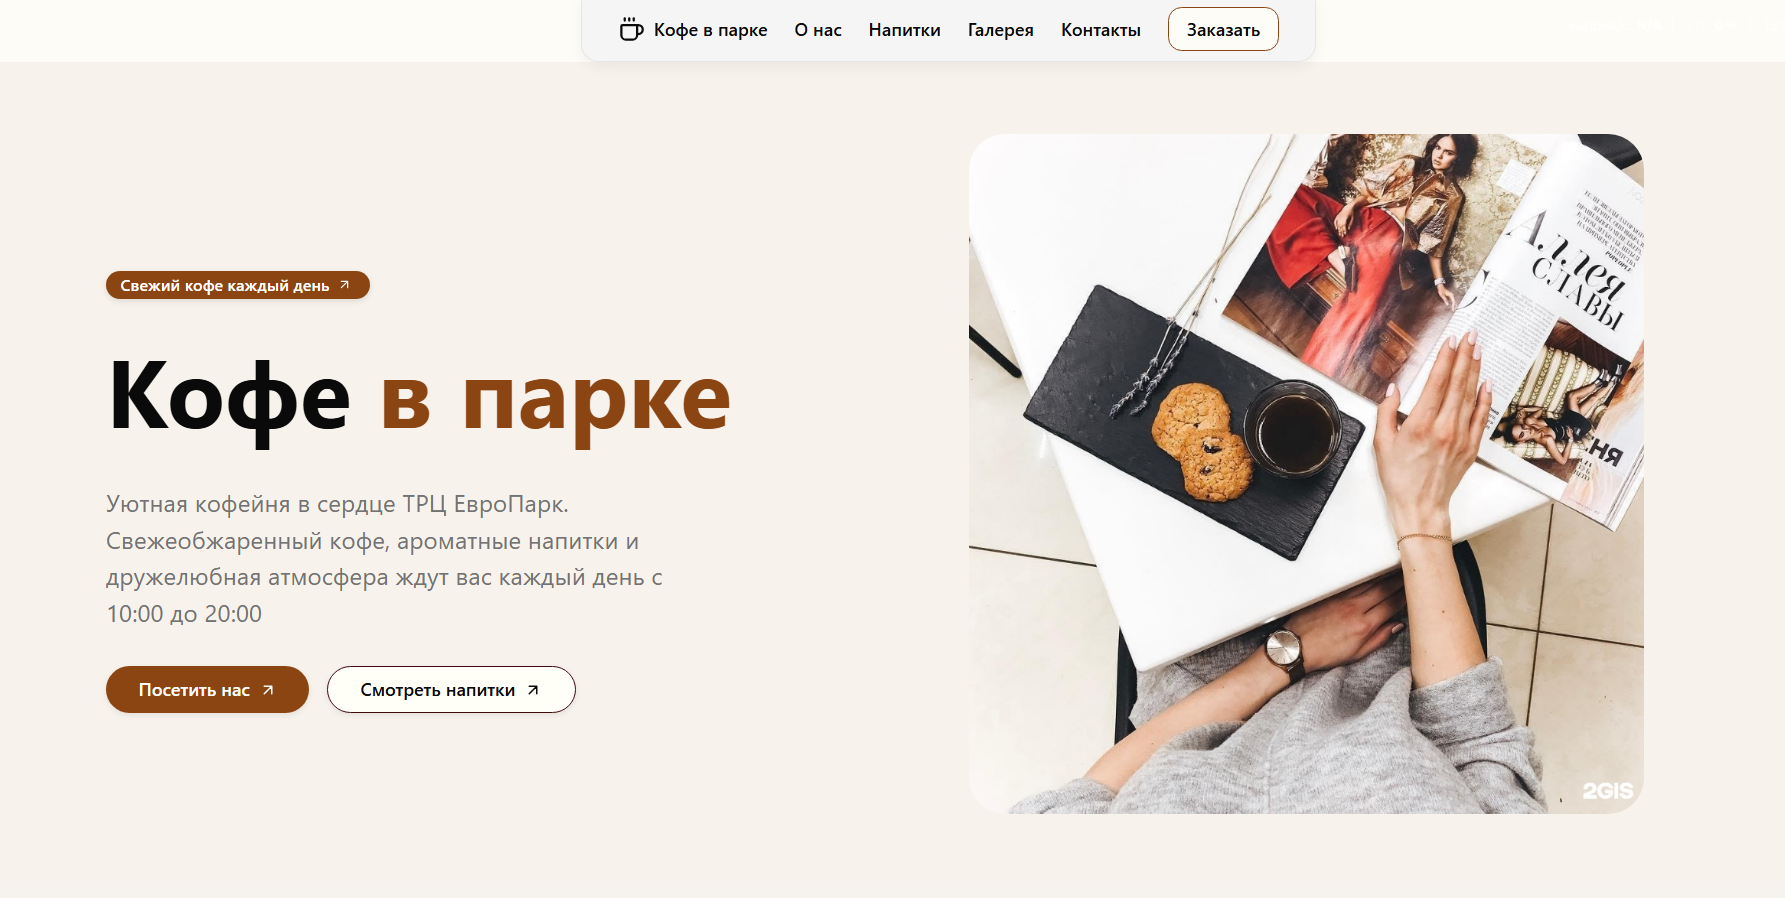 Кофе в парке
О нас
Напитки
Галерея
Контакты
Заказать
Свежий кофе каждый день
Кофе в парке
Уютная кофейня в сердце ТРЦ ЕвроПарк.
Свежеобжаренный кофе, ароматные напитки и
дружелюбная атмосфера ждут вас каждый день с
10:00 до 20:00
Посетить нас
Смотреть напитки
Аллея
СЛАВЫ
НЯ
2GIS